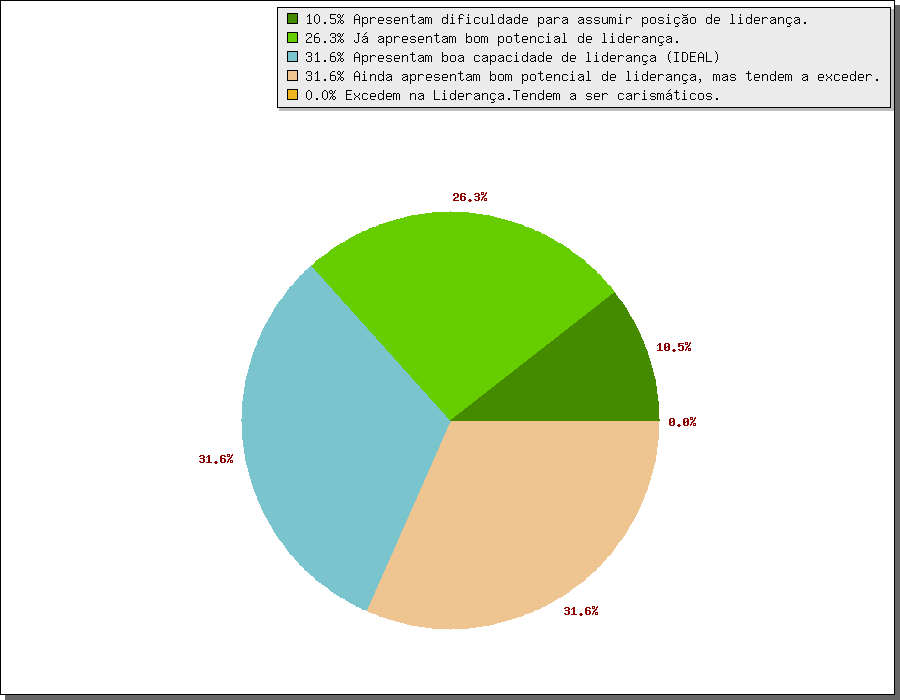 10.5% Apresentam dificuldade para assumir posição de liderança.
26.3% Já apresentam bom potencial de liderança.
31.6% Apresentam boa capacidade de liderança (IDEAL)
31.6% Ainda apresentam bom potencial de liderança, mas tendem a exceder.
0.0% Excedem na Liderança.Tendem a ser carismáticos.
26.3%
10.5%
0.0%
31.6%
31.6%